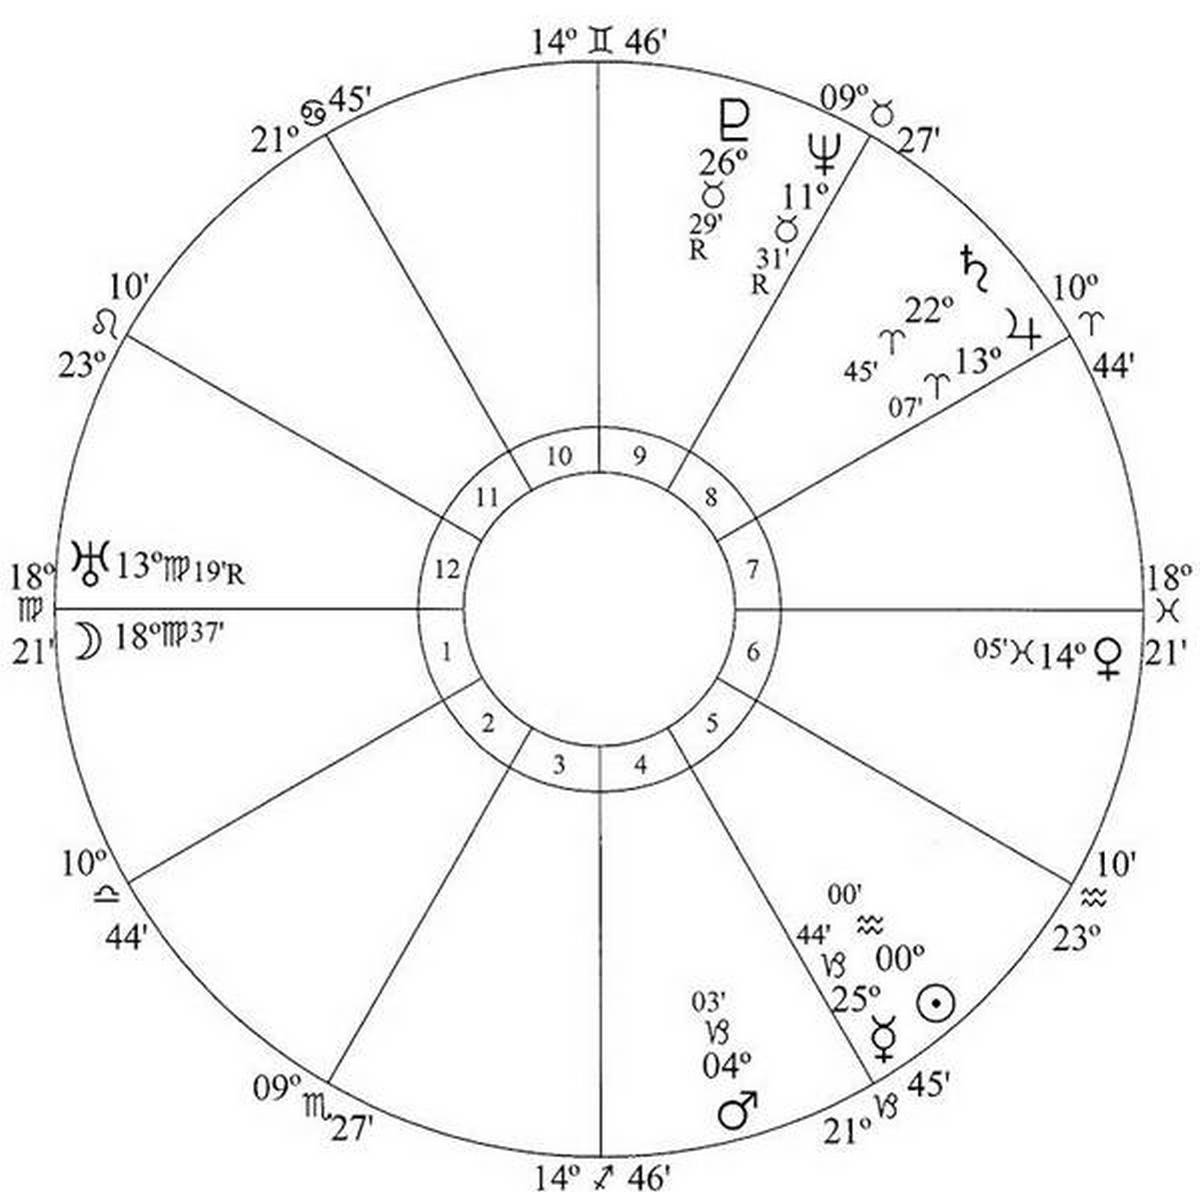 14º ♊ 46'
09º ♉ 27'
21º ♋ 45'
♇
26º
♉
29'
R
♆
11º
♉
31'
R
10'
♌
23º
♄
22º
♈
45'
10º
♈
44'
♃
13º
♈
07'
10
9
11
8
12
7
♅ 13º♍19'R
18º
♍
21'
☽ 18º♍37'
18º
♓
21'
05'♓14º ♀
1
6
2
5
3
4
10º
♎
44'
10'
♒
23º
00'
♒
00º
☉
44'
♑
25º
☿
03'
♑
04º
♂
09º ♏ 27'
21º ♑ 45'
14º ♐ 46'